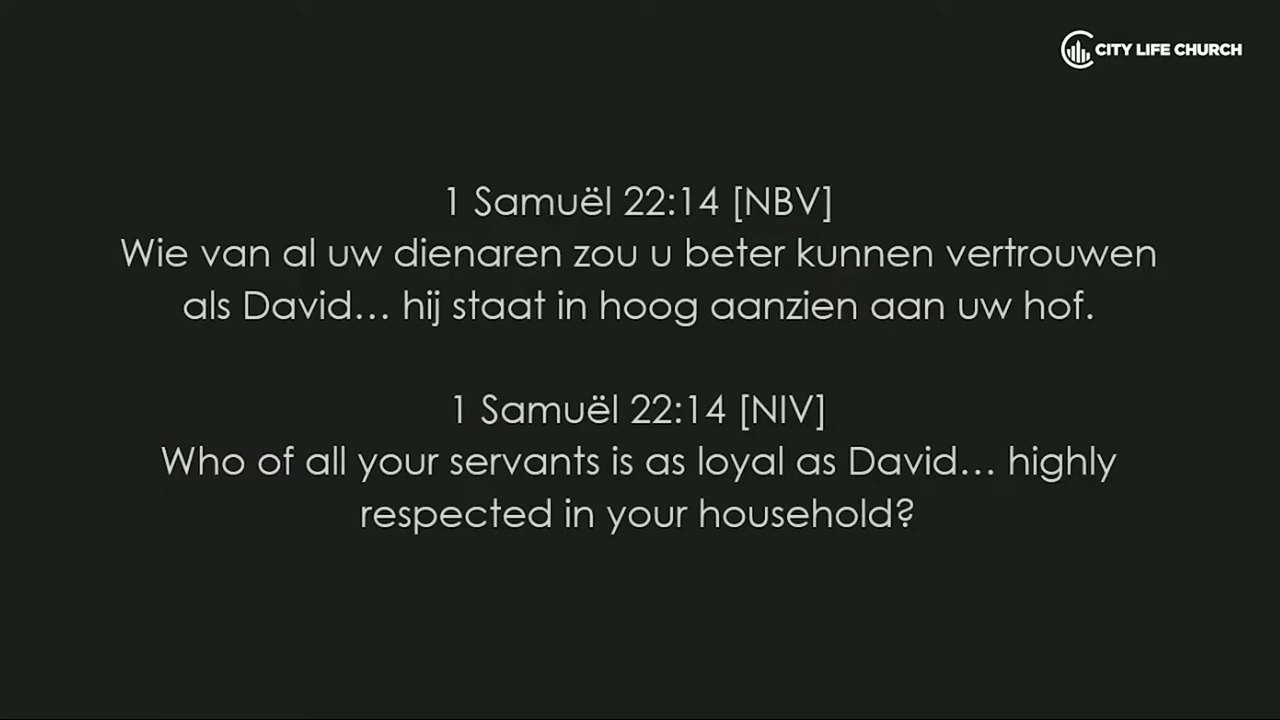 CITY LIFE CHURCH
1 Samuël 22:14 [NBV]
Wie van al uw dienaren zou u beter kunnen vertrouwen
als David... hij staat in hoog aanzien aan uw hof.
1 Samuël 22:14 [NIV]
Who of all your servants is as loyal as David... highly
respected in your household?